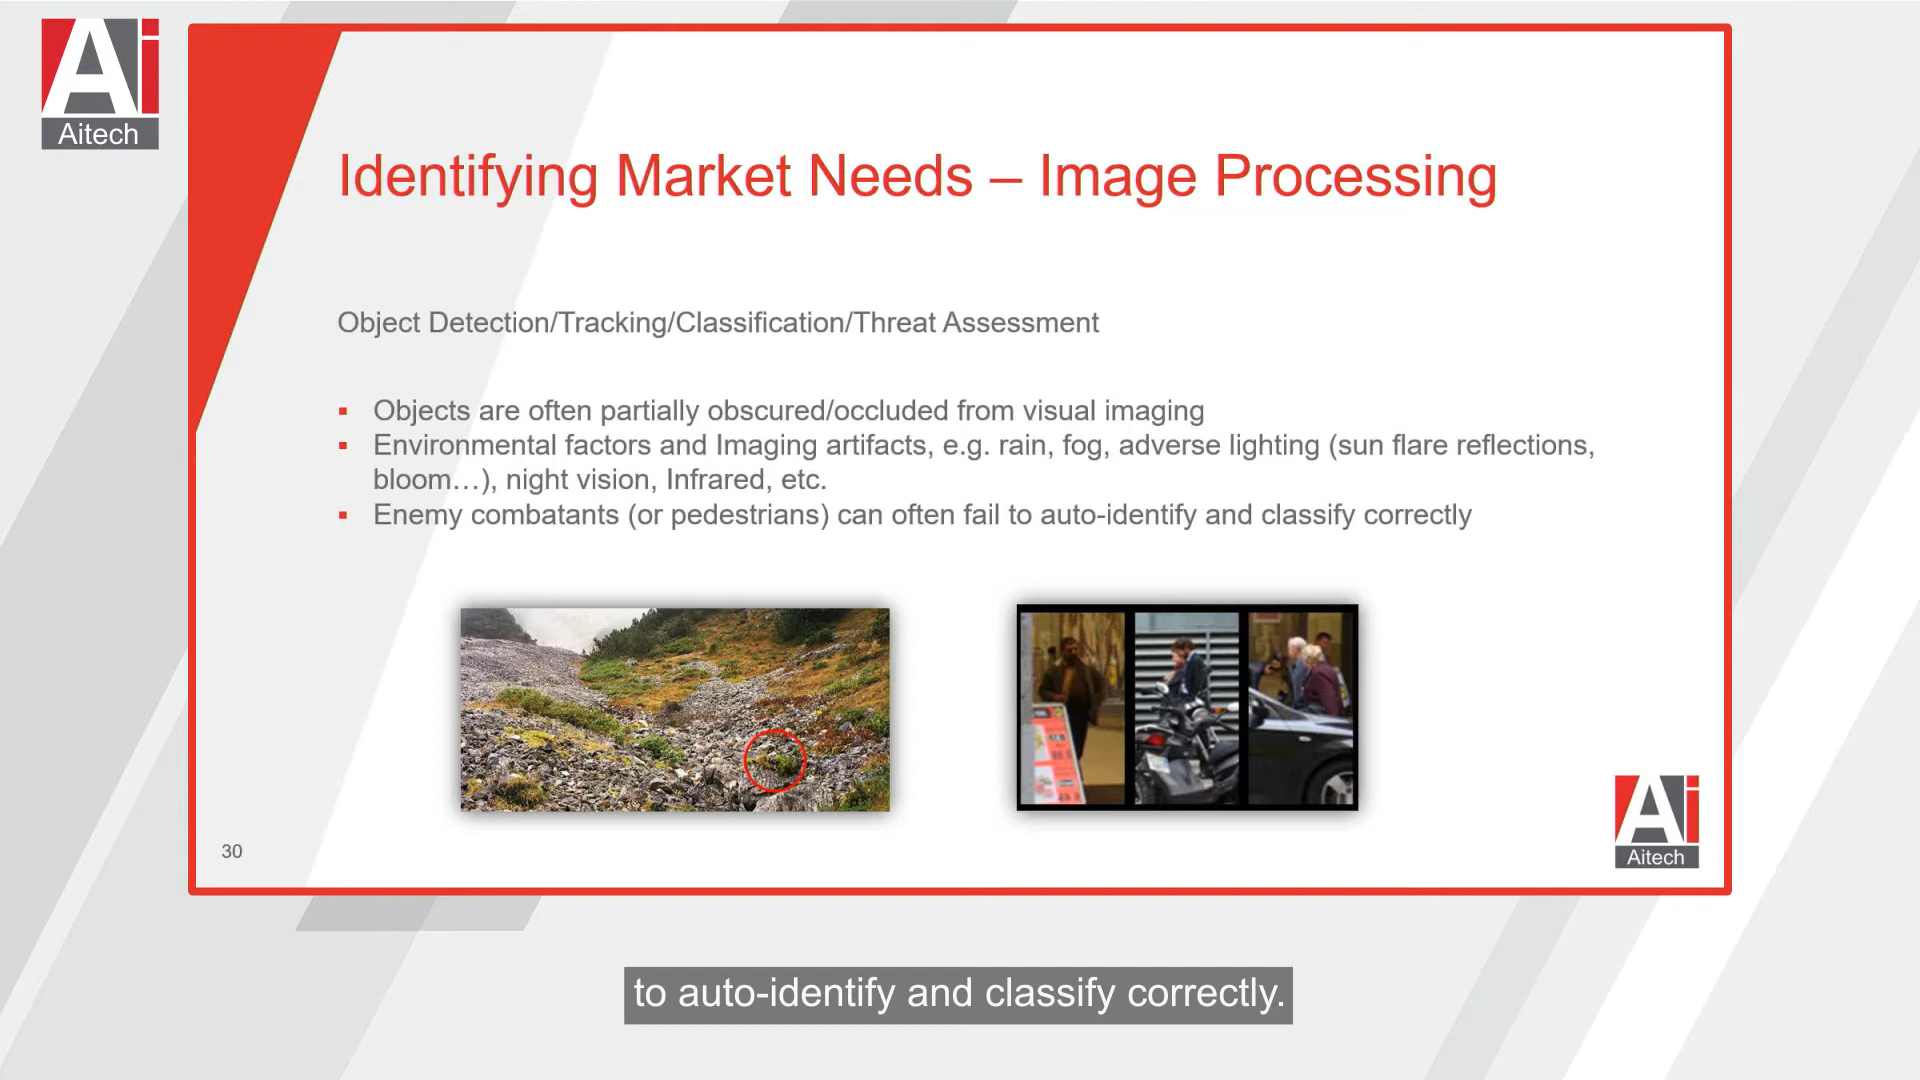 Ai
Aitech
Identifying Market Needs – Image Processing
Object Detection/Tracking/Classification/Threat Assessment
▪ Objects are often partially obscured/occluded from visual imaging
▪ Environmental factors and Imaging artifacts, e.g. rain, fog, adverse lighting (sun flare reflections,
bloom…), night vision, Infrared, etc.
▪ Enemy combatants (or pedestrians) can often fail to auto-identify and classify correctly
Ai
Aitech
30
to auto-identify and classify correctly.